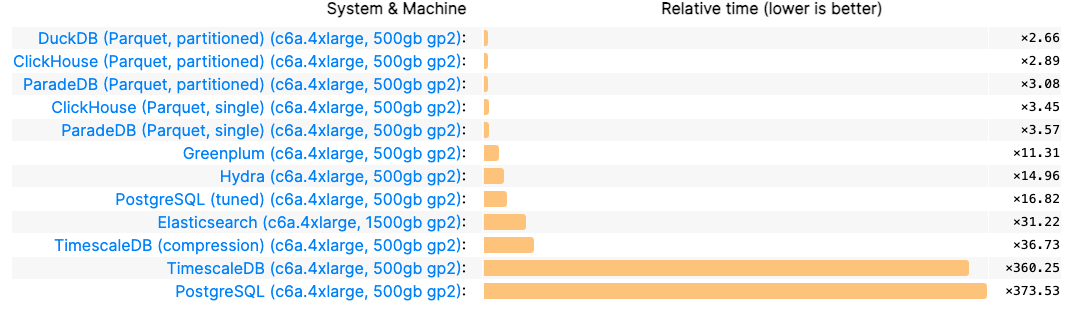 System & Machine Relative time (lower is better)
DuckDB (Parquet, partitioned) (c6a.4xlarge, 500gb gp2): ×2.66
ClickHouse (Parquet, partitioned) (c6a.4xlarge, 500gb gp2): ×2.89
ParadeDB (Parquet, partitioned) (c6a.4xlarge, 500gb gp2): ×3.08
ClickHouse (Parquet, single) (c6a.4xlarge, 500gb gp2): ×3.45
ParadeDB (Parquet, single) (c6a.4xlarge, 500gb gp2): ×3.57
Greenplum (c6a.4xlarge, 500gb gp2): ×11.31
Hydra (c6a.4xlarge, 500gb gp2): ×14.96
PostgreSQL (tuned) (c6a.4xlarge, 500gb gp2): ×16.82
Elasticsearch (c6a.4xlarge, 1500gb gp2): ×31.22
TimescaleDB (compression) (c6a.4xlarge, 500gb gp2): ×36.73
TimescaleDB (c6a.4xlarge, 500gb gp2): ×360.25
PostgreSQL (c6a.4xlarge, 500gb gp2): ×373.53